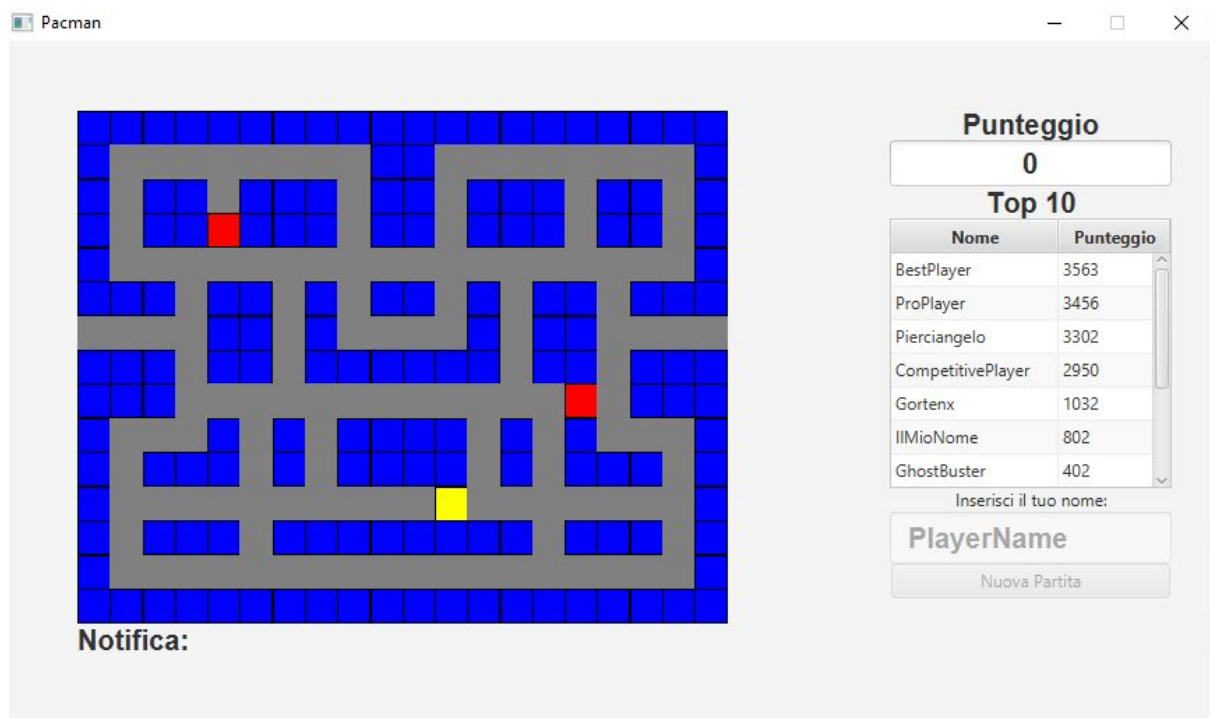 Pacman
Punteggio
0
Top 10
Nome Punteggio
BestPlayer 3563
ProPlayer 3456
Pierciangelo 3302
CompetitivePlayer 2950
Gortenx 1032
IlMioNome 802
GhostBuster 402
Inserisci il tuo nome:
PlayerName
Nuova Partita
Notifica: